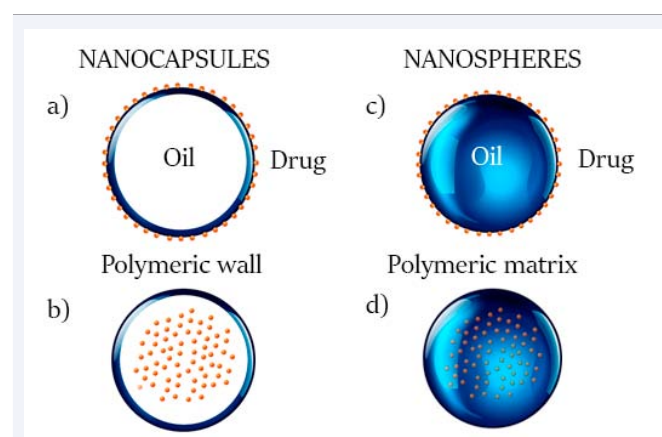 NANOCAPSULES
NANOSPHERES
a)
Oil
Drug
c)
Oil
Drug
Polymeric wall
Polymeric matrix
b)
d)